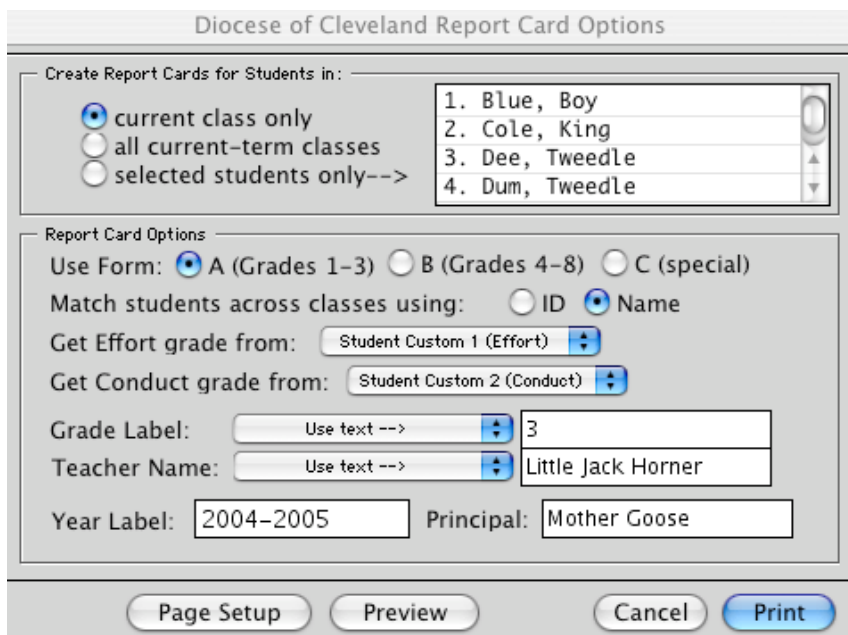 Diocese of Cleveland Report Card Options
Create Report Cards for Students in:
current class only
all current-term classes
selected students only-->
1. Blue, Boy
2. Cole, King
3. Dee, Tweedle
4. Dum, Tweedle
Report Card Options
Use Form: A (Grades 1-3) B (Grades 4-8) C (special)
Match students across classes using: ID Name
Get Effort grade from: Student Custom 1 (Effort)
Get Conduct grade from: Student Custom 2 (Conduct)
Grade Label: Use text --> 3
Teacher Name: Use text --> Little Jack Horner
Year Label: 2004-2005 Principal: Mother Goose
Page Setup Preview Cancel Print